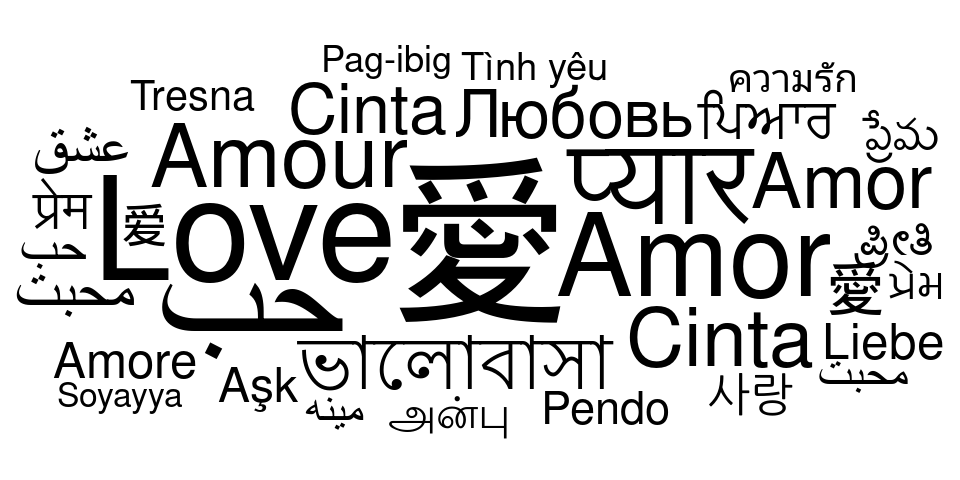 Pag-ibig
Tình yêu
ความรัก
Tresna
Cinta
Любовь
ਪਿਆਰ
ప్రేమ
عشق
Amour
प्यार
Amor
प्रेम
爱
Love
愛
Amor
ಪ್ರೀತಿ
حب
محبت
حب
愛
પ્રેમ
Amore
ভালোবাসা
Cinta
Liebe
Soyayya
Aşk
مينه
அன்பு
Pendo
사랑
محبت